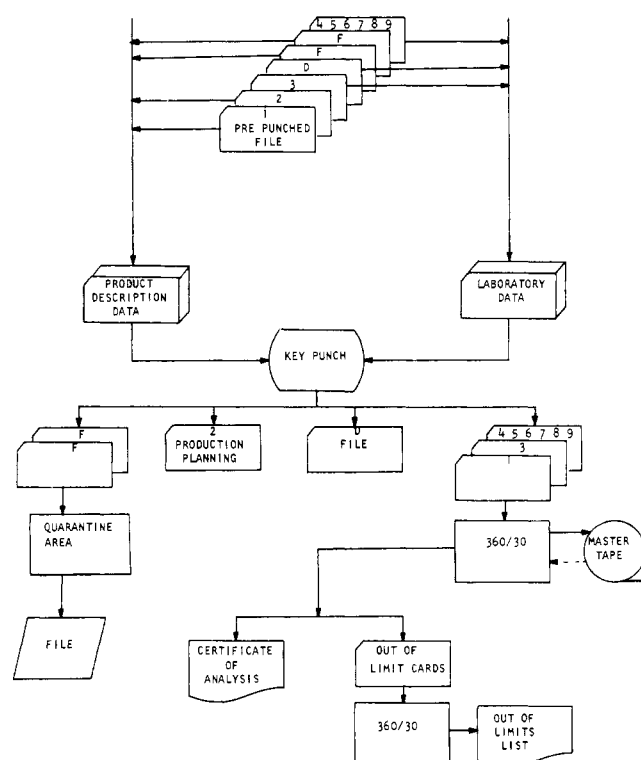 4 5 6 7 8 9
F
F
D
3
2
1
PRE PUNCHED
FILE
PRODUCT
DESCRIPTION
DATA
LABORATORY
DATA
KEY PUNCH
F
F
2
PRODUCTION
PLANNING
D
FILE
4 5 6 7 8 9
3
1
QUARANTINE
AREA
360/30
MASTER
TAPE
FILE
CERTIFICATE
OF
ANALYSIS
OUT OF
LIMIT CARDS
360/30
OUT OF
LIMITS
LIST